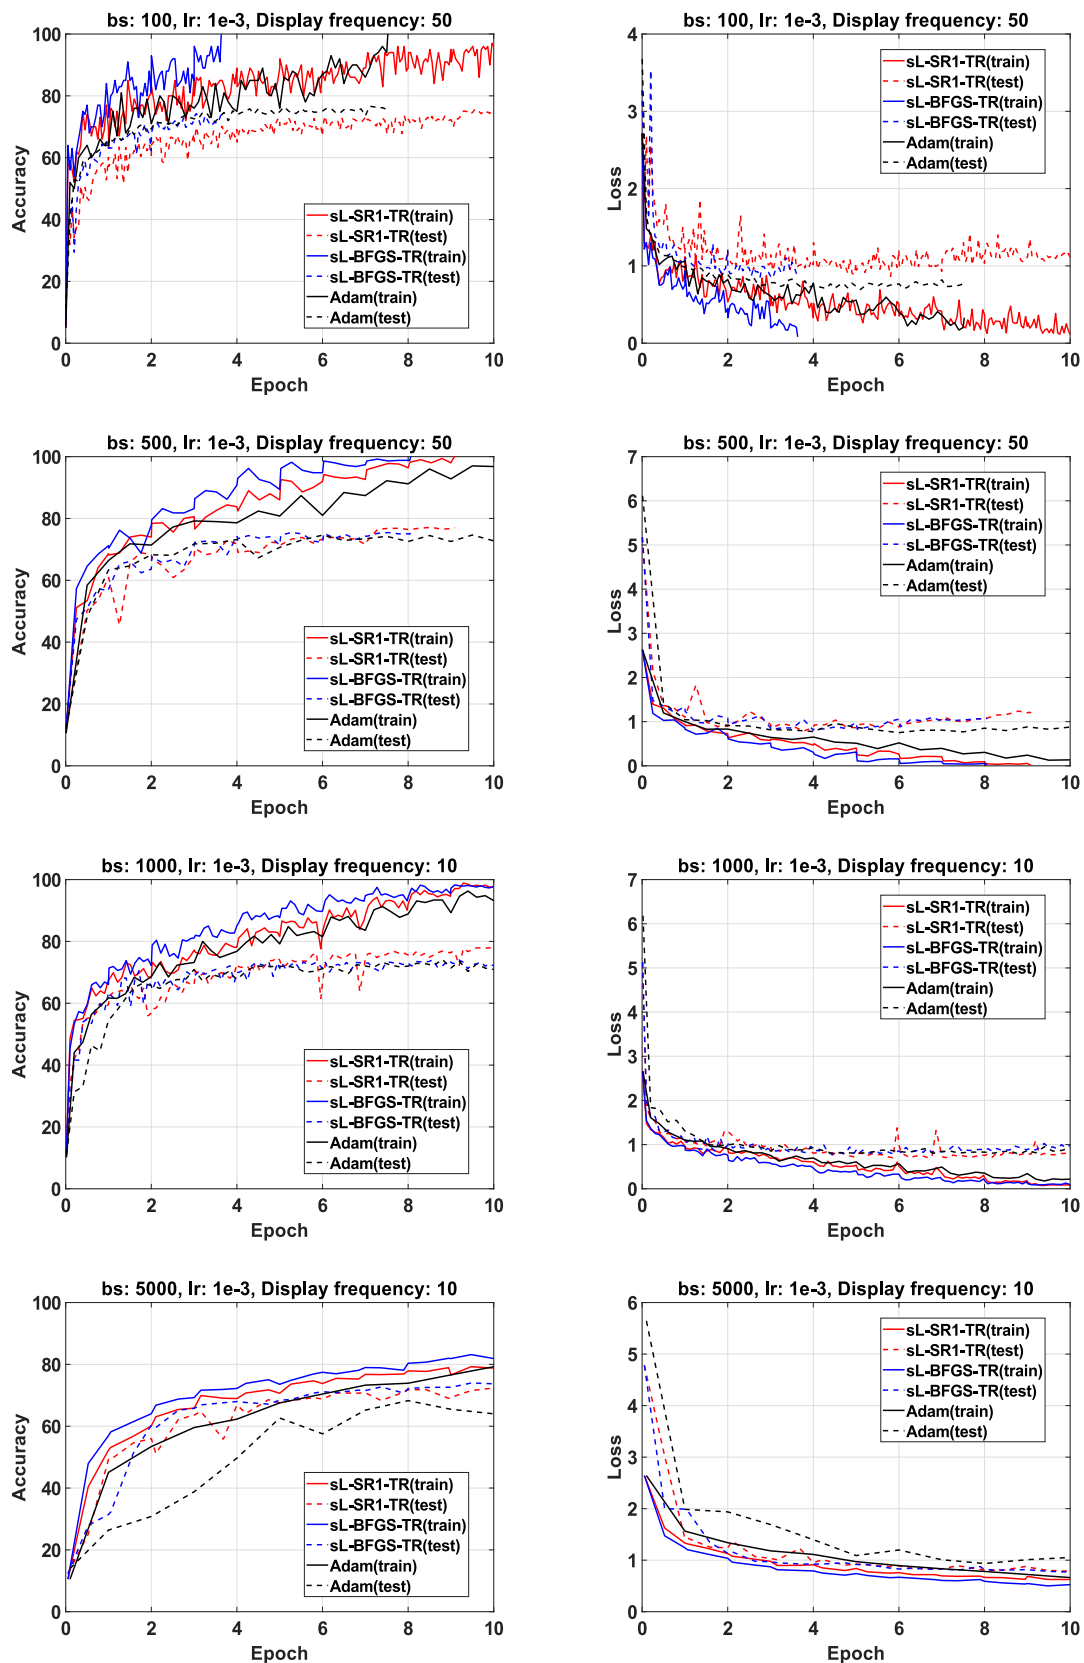 bs: 100, lr: 1e-3, Display frequency: 50
Accuracy
100
80
60
40
20
0
0 2 4 6 8 10
Epoch
sL-SR1-TR(train)
sL-SR1-TR(test)
sL-BFGS-TR(train)
sL-BFGS-TR(test)
Adam(train)
Adam(test)
bs: 100, lr: 1e-3, Display frequency: 50
Loss
4
3
2
1
0
0 2 4 6 8 10
Epoch
sL-SR1-TR(train)
sL-SR1-TR(test)
sL-BFGS-TR(train)
sL-BFGS-TR(test)
Adam(train)
Adam(test)
bs: 500, lr: 1e-3, Display frequency: 50
Accuracy
100
80
60
40
20
0
0 2 4 6 8 10
Epoch
sL-SR1-TR(train)
sL-SR1-TR(test)
sL-BFGS-TR(train)
sL-BFGS-TR(test)
Adam(train)
Adam(test)
bs: 500, lr: 1e-3, Display frequency: 50
Loss
7
6
5
4
3
2
1
0
0 2 4 6 8 10
Epoch
sL-SR1-TR(train)
sL-SR1-TR(test)
sL-BFGS-TR(train)
sL-BFGS-TR(test)
Adam(train)
Adam(test)
bs: 1000, lr: 1e-3, Display frequency: 10
Accuracy
100
80
60
40
20
0
0 2 4 6 8 10
Epoch
sL-SR1-TR(train)
sL-SR1-TR(test)
sL-BFGS-TR(train)
sL-BFGS-TR(test)
Adam(train)
Adam(test)
bs: 1000, lr: 1e-3, Display frequency: 10
Loss
7
6
5
4
3
2
1
0
0 2 4 6 8 10
Epoch
sL-SR1-TR(train)
sL-SR1-TR(test)
sL-BFGS-TR(train)
sL-BFGS-TR(test)
Adam(train)
Adam(test)
bs: 5000, lr: 1e-3, Display frequency: 10
Accuracy
100
80
60
40
20
0
0 2 4 6 8 10
Epoch
sL-SR1-TR(train)
sL-SR1-TR(test)
sL-BFGS-TR(train)
sL-BFGS-TR(test)
Adam(train)
Adam(test)
bs: 5000, lr: 1e-3, Display frequency: 10
Loss
6
5
4
3
2
1
0
0 2 4 6 8 10
Epoch
sL-SR1-TR(train)
sL-SR1-TR(test)
sL-BFGS-TR(train)
sL-BFGS-TR(test)
Adam(train)
Adam(test)